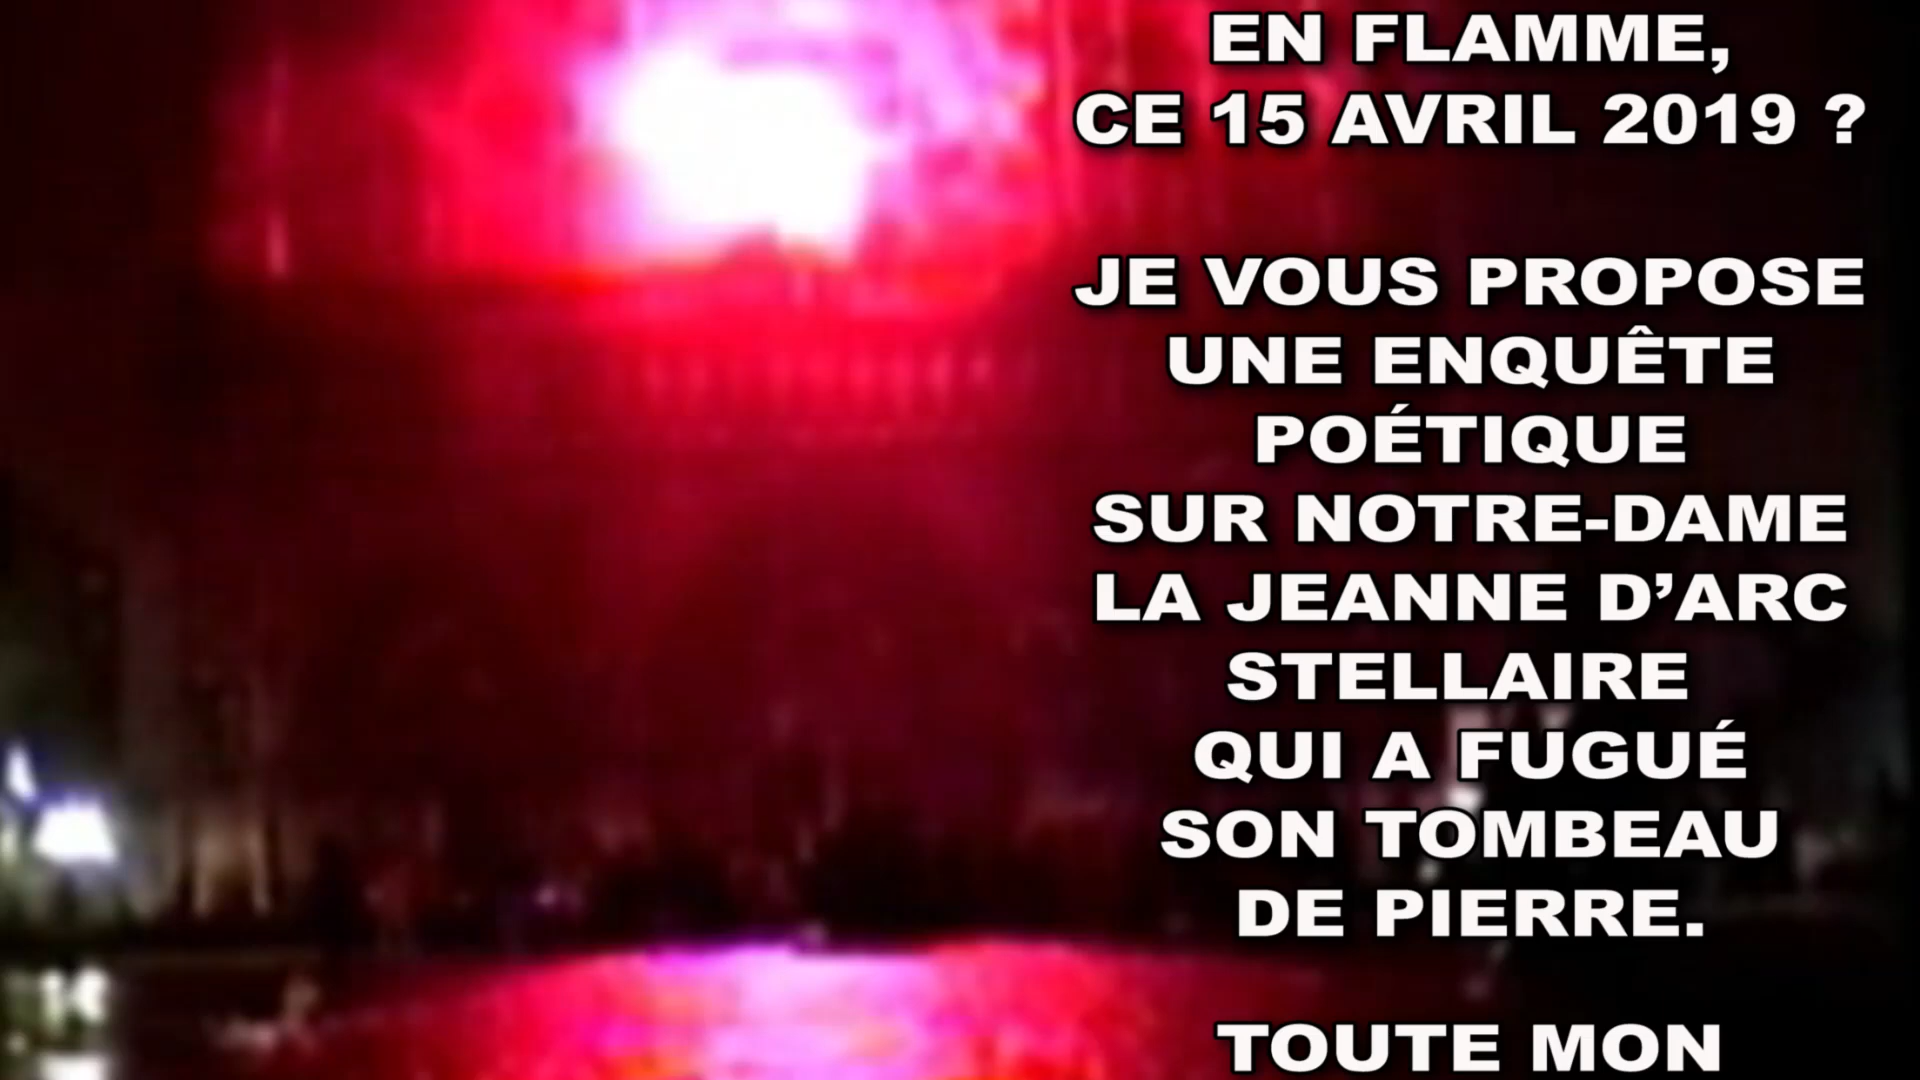 EN FLAMME,
CE 15 AVRIL 2019 ?
JE VOUS PROPOSE
UNE ENQUÊTE
POÉTIQUE
SUR NOTRE-DAME
LA JEANNE D’ARC
STELLAIRE
QUI A FUGUÉ
SON TOMBEAU
DE PIERRE.
TOUTE MON